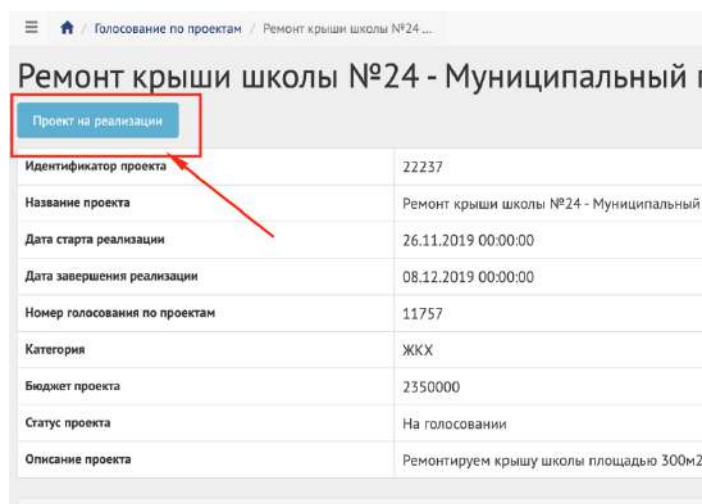 Голосование по проектам / Ремонт крыши школы №24 ...
Ремонт крыши школы №24 - Муниципальный
Проект на реализации
Идентификатор проекта 22237
Название проекта Ремонт крыши школы №24 - Муниципальный
Дата старта реализации 26.11.2019 00:00:00
Дата завершения реализации 08.12.2019 00:00:00
Номер голосования по проектам 11757
Категория ЖКХ
Бюджет проекта 2350000
Статус проекта На голосовании
Описание проекта Ремонтируем крышу школы площадью 300м2